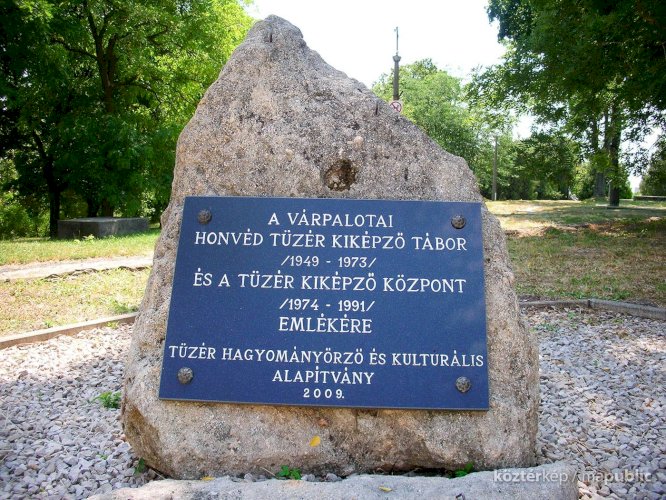 A VÁRPALOTAI
HONVÉD TÜZÉR KIKÉPZŐ TÁBOR
/1949 - 1973/
ÉS A TÜZÉR KIKÉPZŐ KÖZPONT
/1974 - 1991/
EMLÉKÉRE
TÜZÉR HAGYOMÁNYŐRZŐ ÉS KULTURÁLIS
ALAPÍTVÁNY
2009.
köztérkép / mapublic